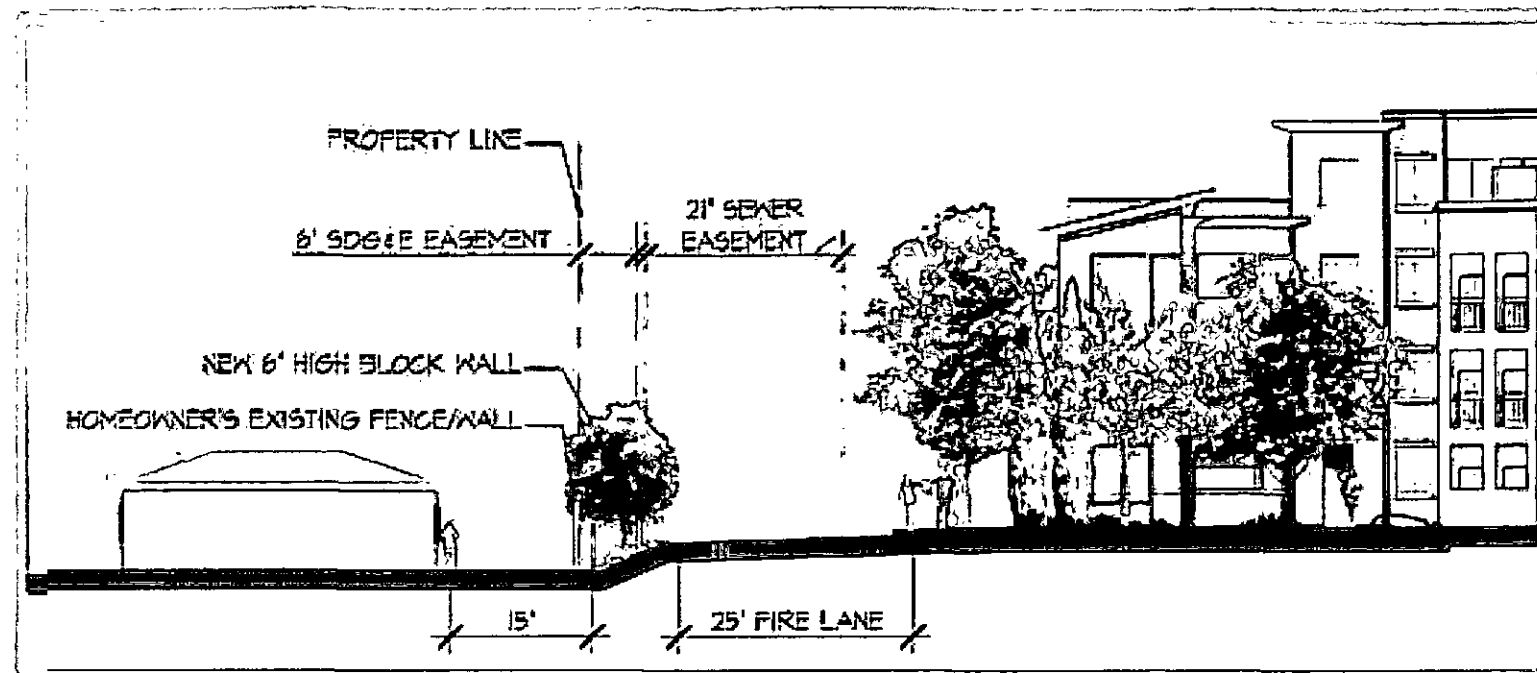 PROPERTY LINE
21' SEWER
EASEMENT
6' SDG&E EASEMENT
NEW 6' HIGH BLOCK WALL
HOMEOWNER'S EXISTING FENCE/WALL
15'
25' FIRE LANE